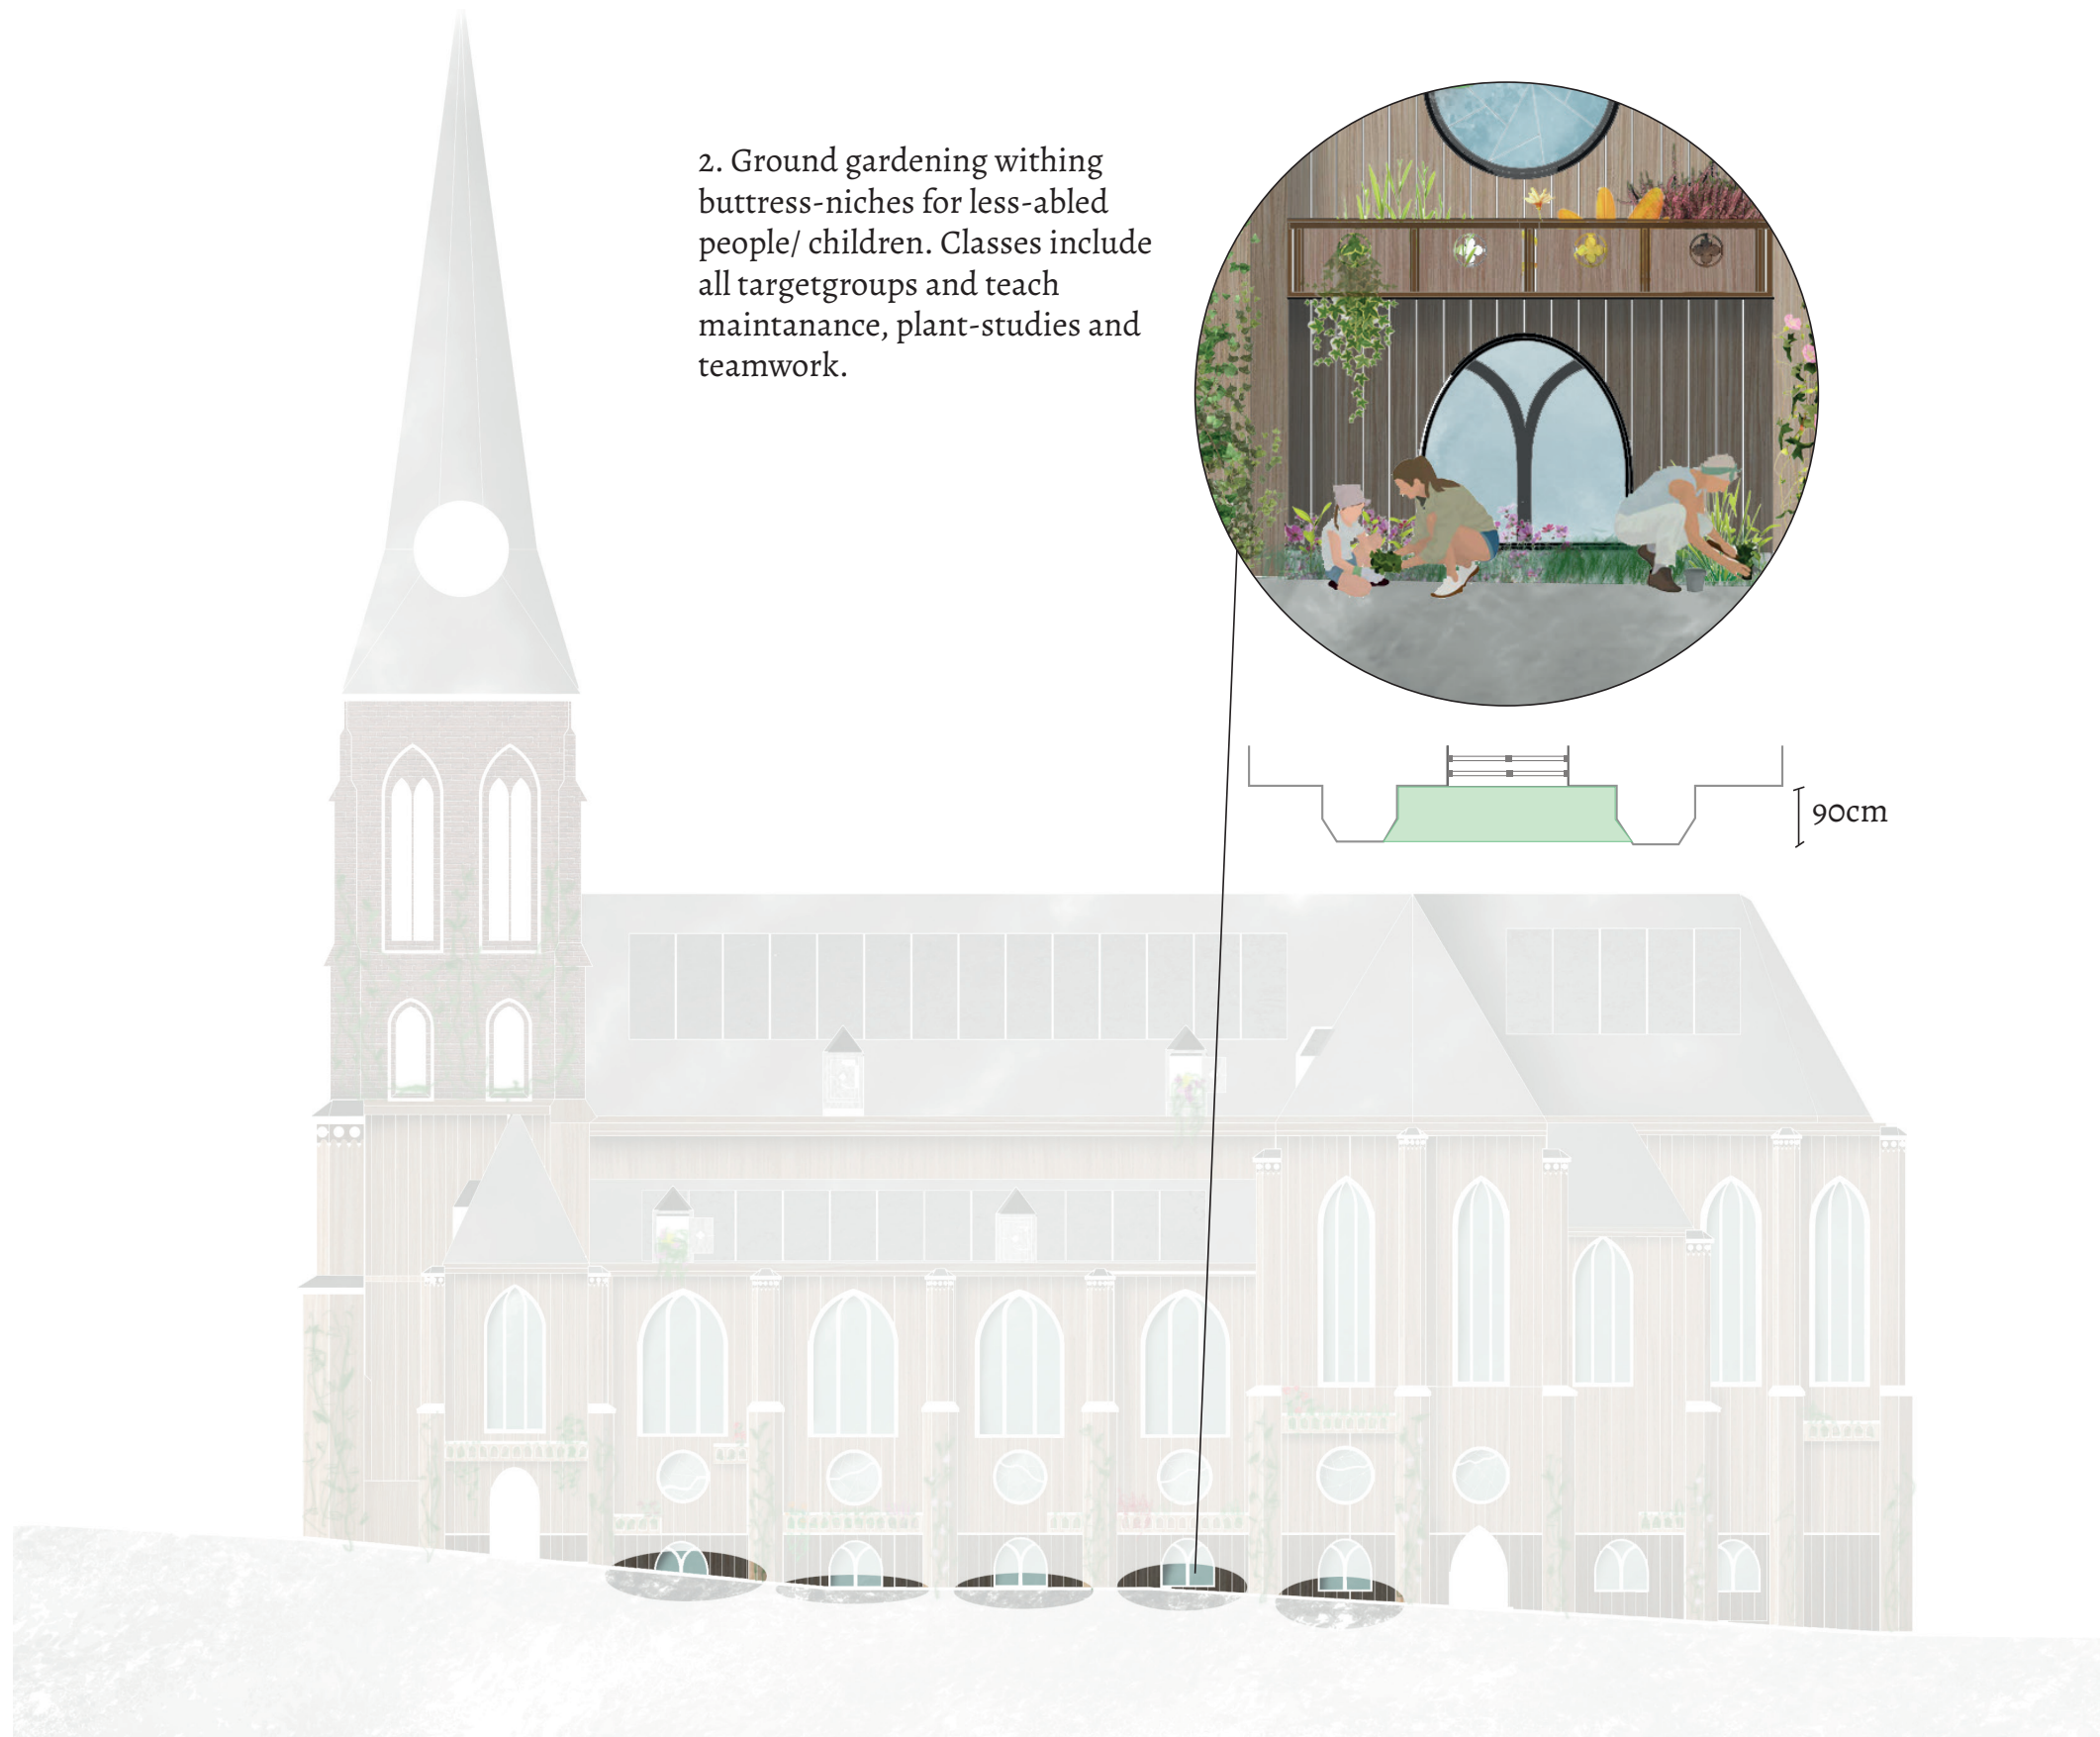 2. Ground gardening withing
buttress-niches for less-abled
people/ children. Classes include
all targetgroups and teach
maintanance, plant-studies and
teamwork.
90cm